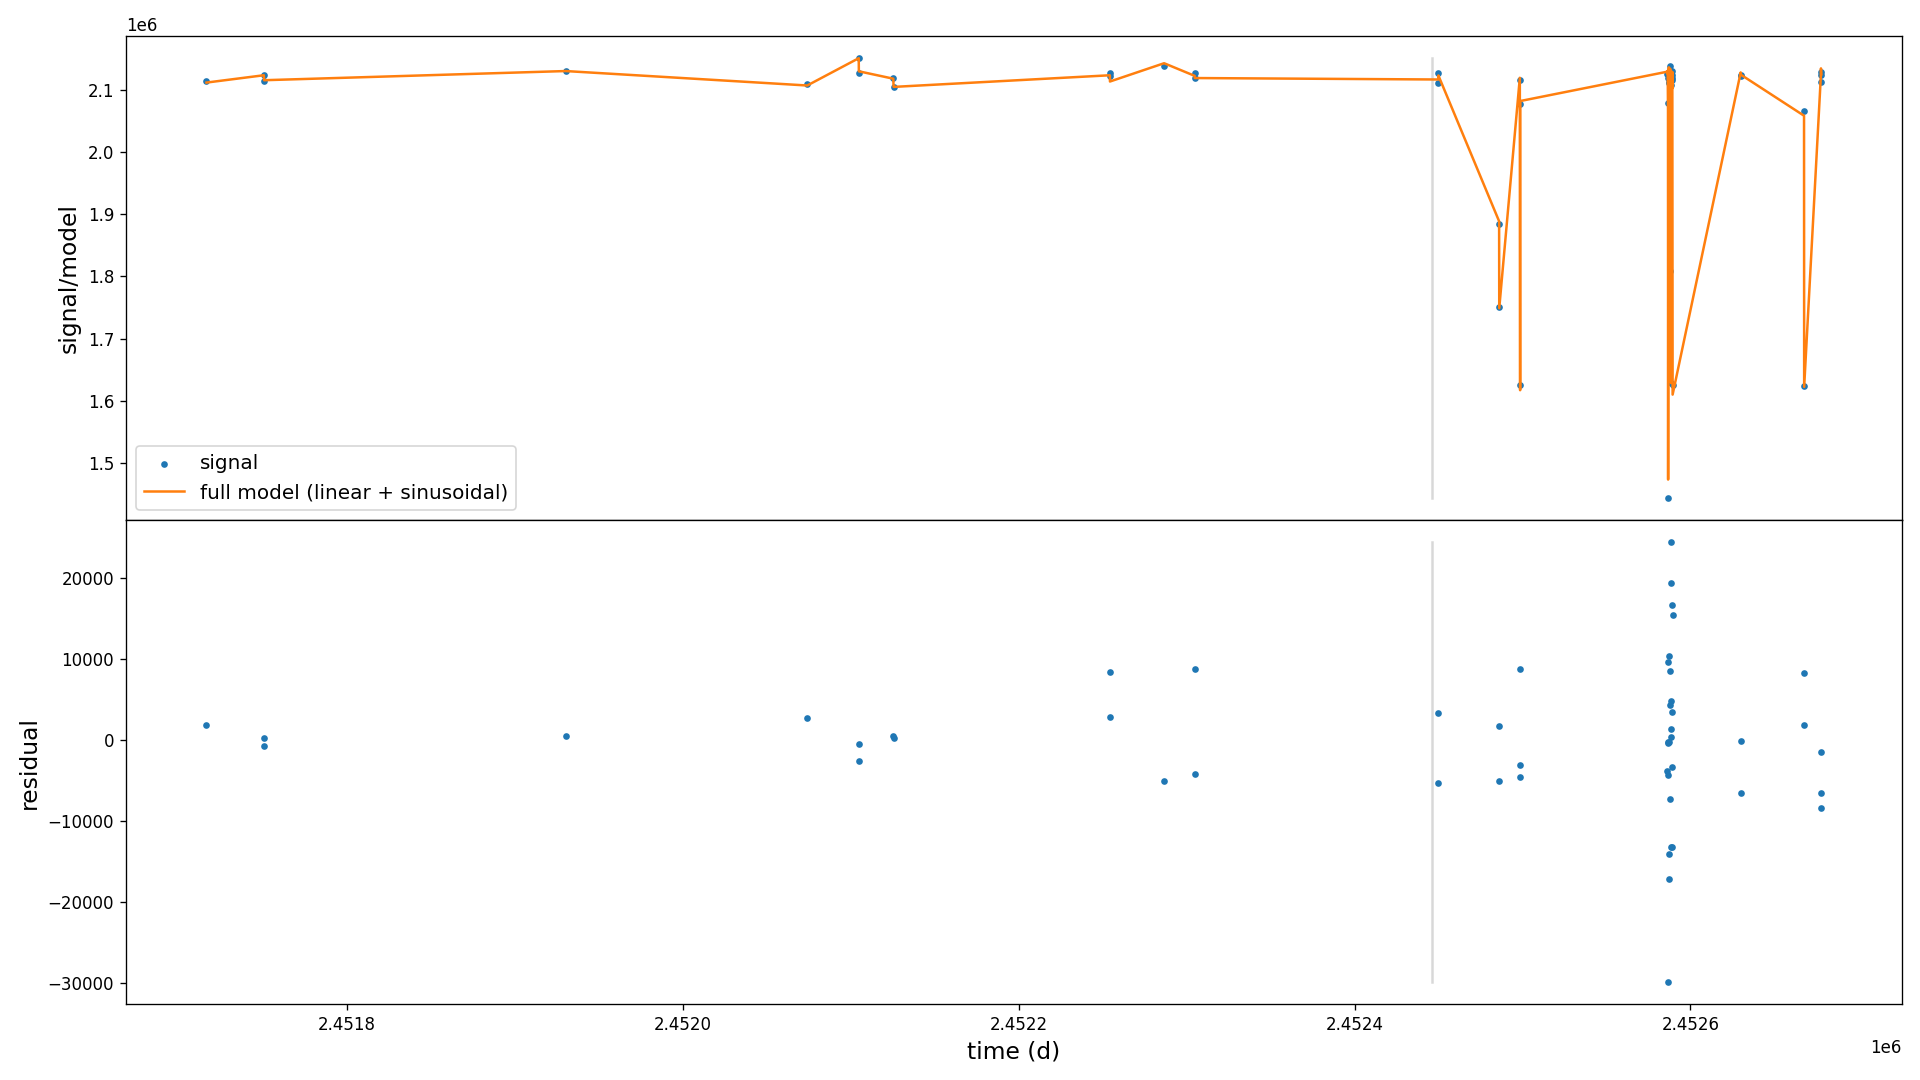 1e6
signal/model
2.1
2.0
1.9
1.8
1.7
1.6
1.5
signal
full model (linear + sinusoidal)
residual
20000
10000
0
−10000
−20000
−30000
2.4518 2.4520 2.4522 2.4524 2.4526
time (d)
1e6